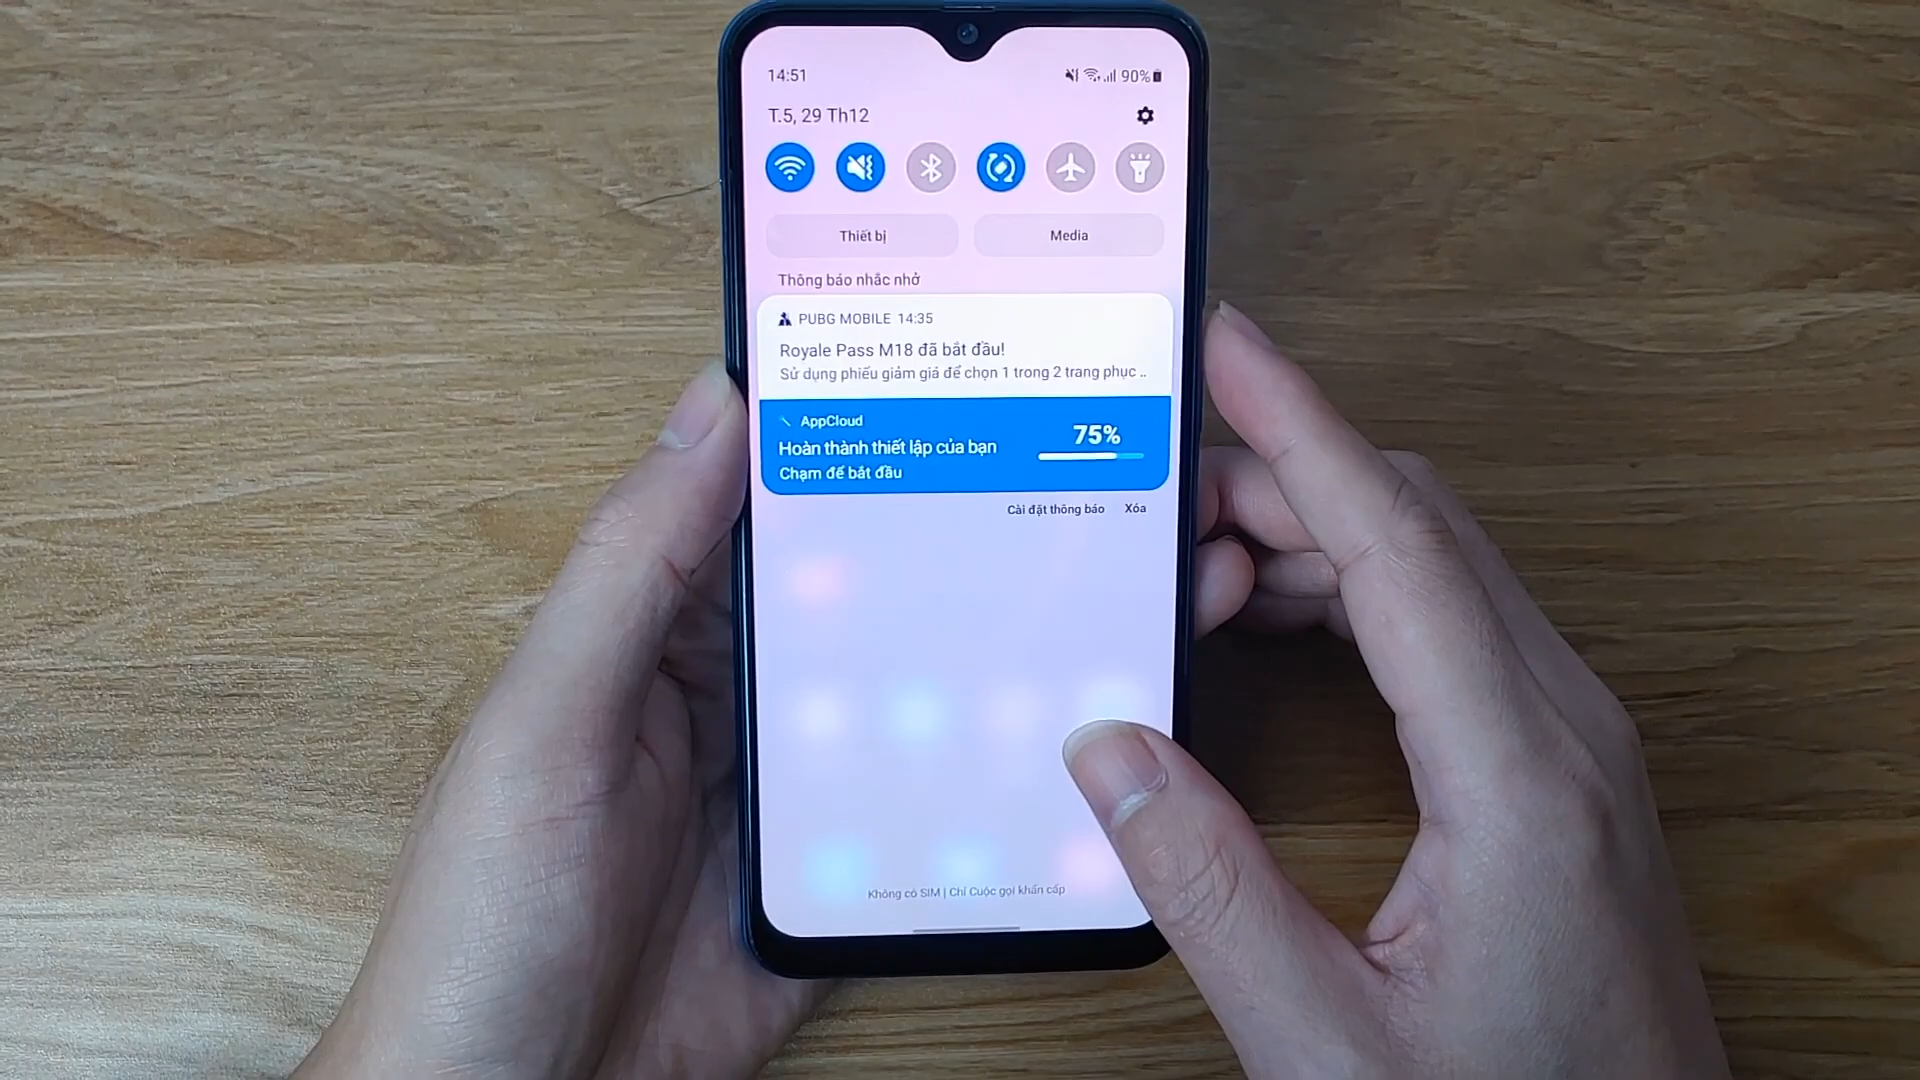 14:51
90%
T.5, 29 Th12
Thiết bị
Media
Thông báo nhắc nhở
PUBG MOBILE 14:35
Royale Pass M18 đã bắt đầu!
Sử dụng phiếu giảm giá để chọn 1 trong 2 trang phục ..
AppCloud
75%
Hoàn thành thiết lập của bạn
Chạm để bắt đầu
Cài đặt thông báo
Xóa
Không có SIM | Chỉ Cuộc gọi khẩn cấp